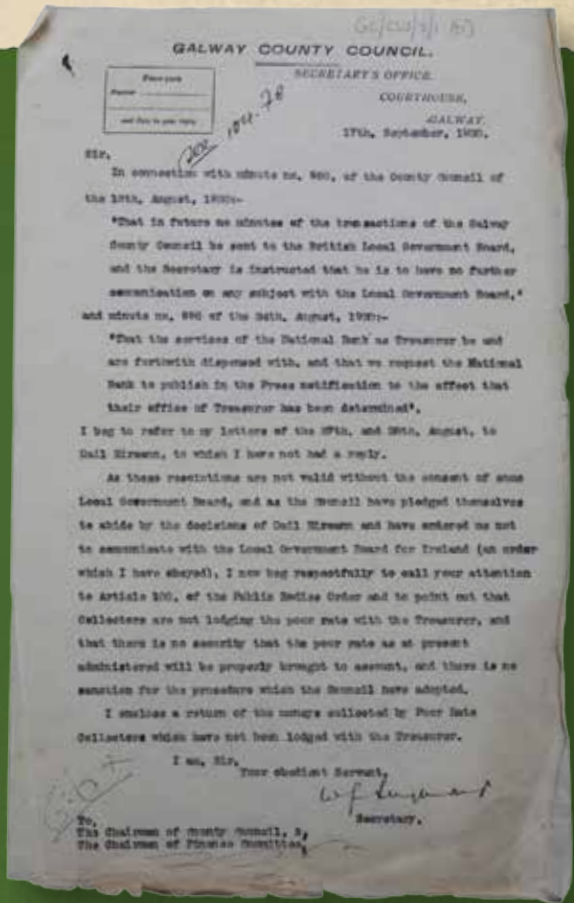 GALWAY COUNTY COUNCIL.
SECRETARY'S OFFICE.
COURTHOUSE,
GALWAY.
and date in your reply
17th, September, 1920.
Sir,
In connection with minute no. of the County Council of
the August, 1920:-
"That in future no minutes of the transactions of the Galway
County Council be sent to the British Local Government Board,
and the Secretary is instructed that he is to have no further
communication on any subject with the Local Government Board,"
and minute no. of the August, 1920:-
"That the services of the National Bank as Treasurer be and
are forthwith dispensed with, and that we request the National
Bank to publish in the Press notification to the effect that
their office of Treasurer has been determined".
I beg to refer to my letters of the and August, to
Dail Eireann, to which I have not had a reply.
As these resolutions are not valid without the consent of some
Local Government Board, and as the Council have pledged themselves
to abide by the decisions of Dail Eireann and have ordered me not
to communicate with the Local Government Board for Ireland (an order
which I have obeyed), I now beg respectfully to call your attention
to Article of the Public Bodies Order and to point out that
Collectors are not lodging the poor rate with the Treasurer, and
that there is no security that the poor rate as at present
administered will be properly brought to account, and there is no
sanction for the procedure which the Council have adopted.
I enclose a return of the moneys collected by Poor Rate
Collectors which have not been lodged with the Treasurer.
I am, Sir,
Your obedient Servant,
Secretary.
To,
The Chairman of County Council, &
The Chairman of Finance Committee,